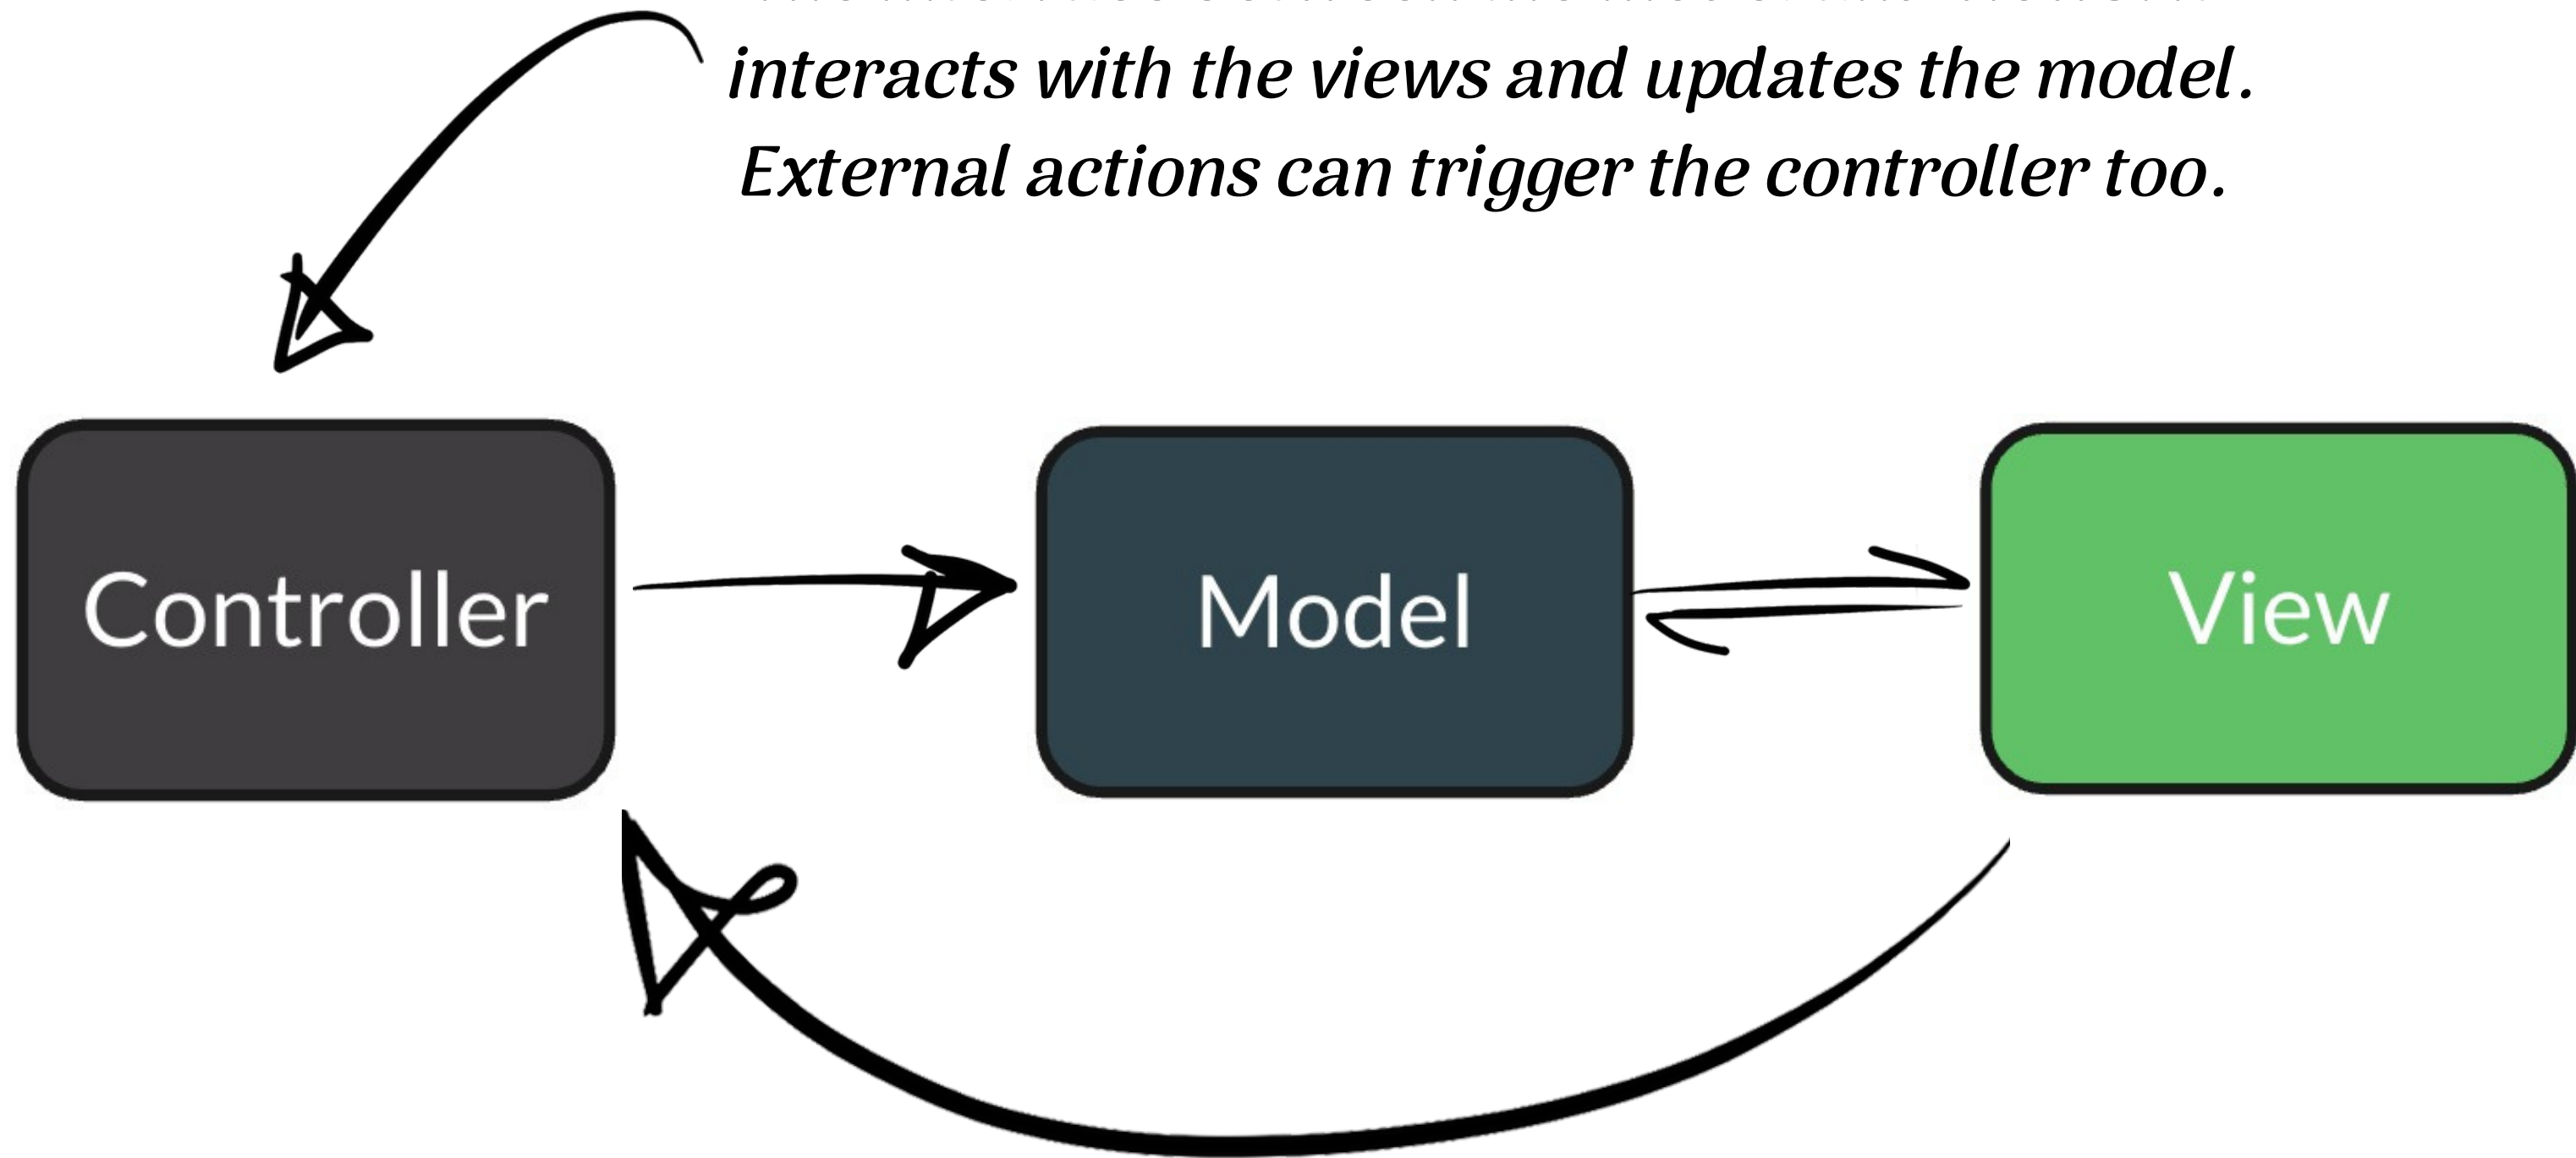 interacts with the views and updates the model.
External actions can trigger the controller too.
Controller
Model
View